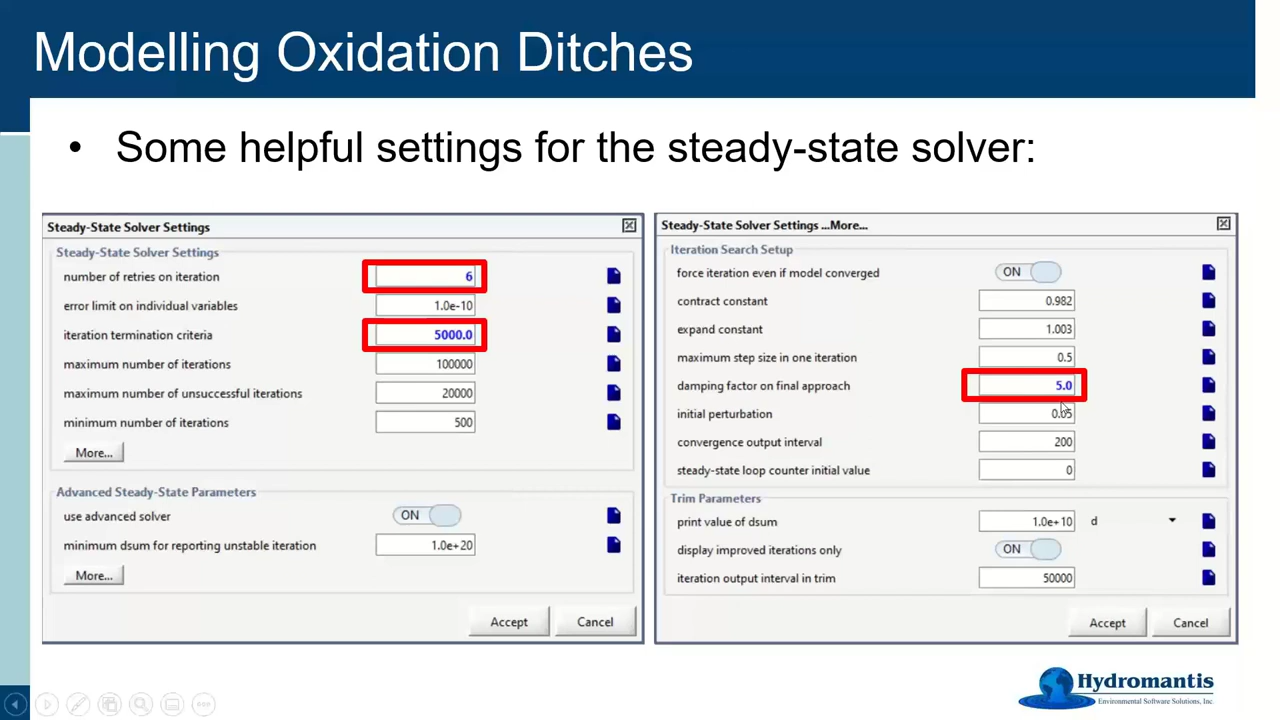 Modelling Oxidation Ditches
• Some helpful settings for the steady-state solver:
Steady-State Solver Settings
Steady-State Solver Settings
number of retries on iteration 6
error limit on individual variables 1.0e-10
iteration termination criteria 5000.0
maximum number of iterations 100000
maximum number of unsuccessful iterations 20000
minimum number of iterations 500
More...
Advanced Steady-State Parameters
use advanced solver ON
minimum dsum for reporting unstable iteration 1.0e+20
More...
Accept Cancel
Steady-State Solver Settings ...More...
Iteration Search Setup
force iteration even if model converged ON
contract constant 0.982
expand constant 1.003
maximum step size in one iteration 0.5
damping factor on final approach 5.0
initial perturbation 0.05
convergence output interval 200
steady-state loop counter initial value 0
Trim Parameters
print value of dsum 1.0e+10 d
display improved iterations only ON
iteration output interval in trim 50000
Accept Cancel
Hydromantis
Environmental Software Solutions, Inc.